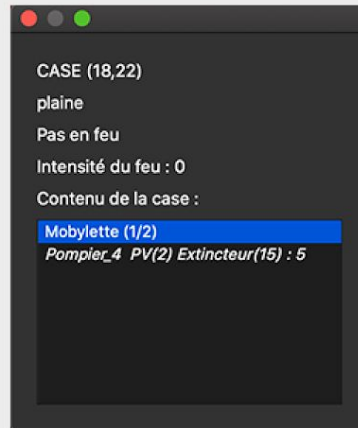 CASE (18,22)
plaine
Pas en feu
Intensité du feu : 0
Contenu de la case :
Mobylette (1/2)
Pompier_4 PV(2) Extincteur(15) : 5